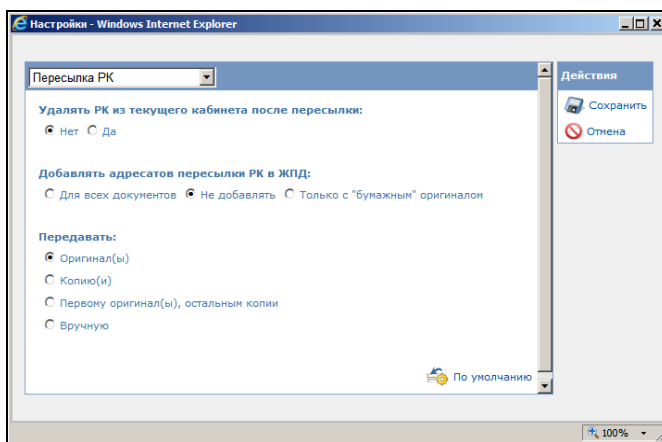 Настройки - Windows Internet Explorer
Пересылка РК
Действия
Сохранить
Отмена
Удалять РК из текущего кабинета после пересылки:
Нет Да
Добавлять адресатов пересылки РК в ЖПД:
Для всех документов Не добавлять Только с "бумажным" оригиналом
Передавать:
Оригинал(ы)
Копию(и)
Первому оригинал(ы), остальным копии
Вручную
По умолчанию
100%